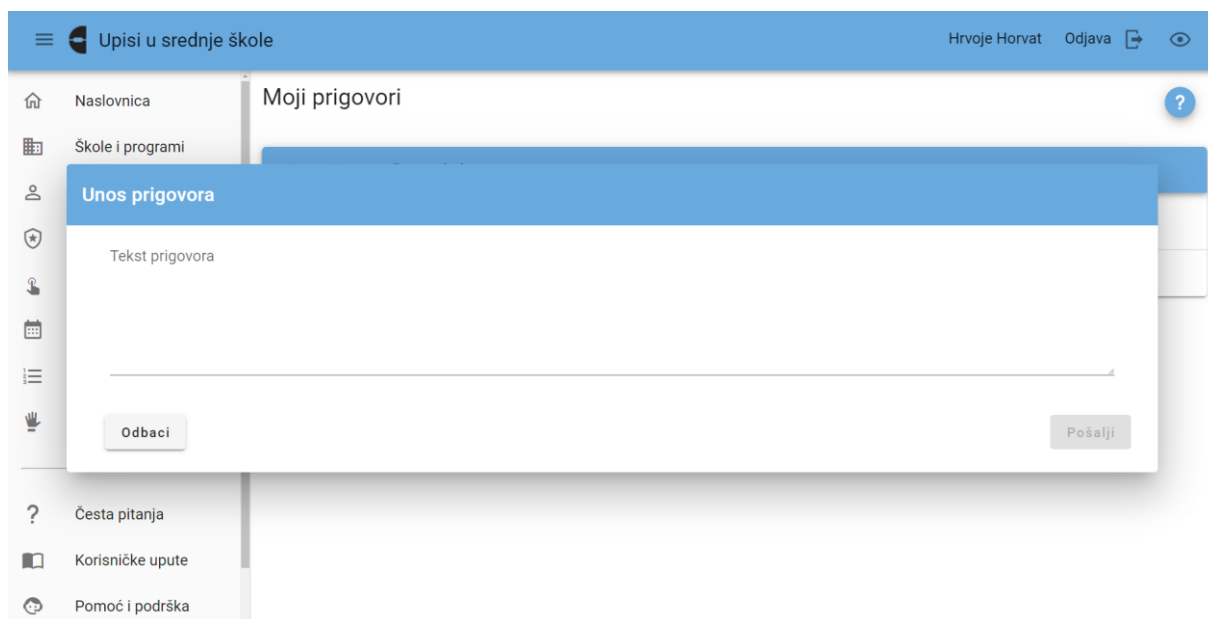 Upisi u srednje škole
Hrvoje Horvat Odjava
Naslovnica
Škole i programi
Moji prigovori
?
Unos prigovora
Tekst prigovora
Odbaci
Pošalji
? Česta pitanja
Korisničke upute
Pomoć i podrška